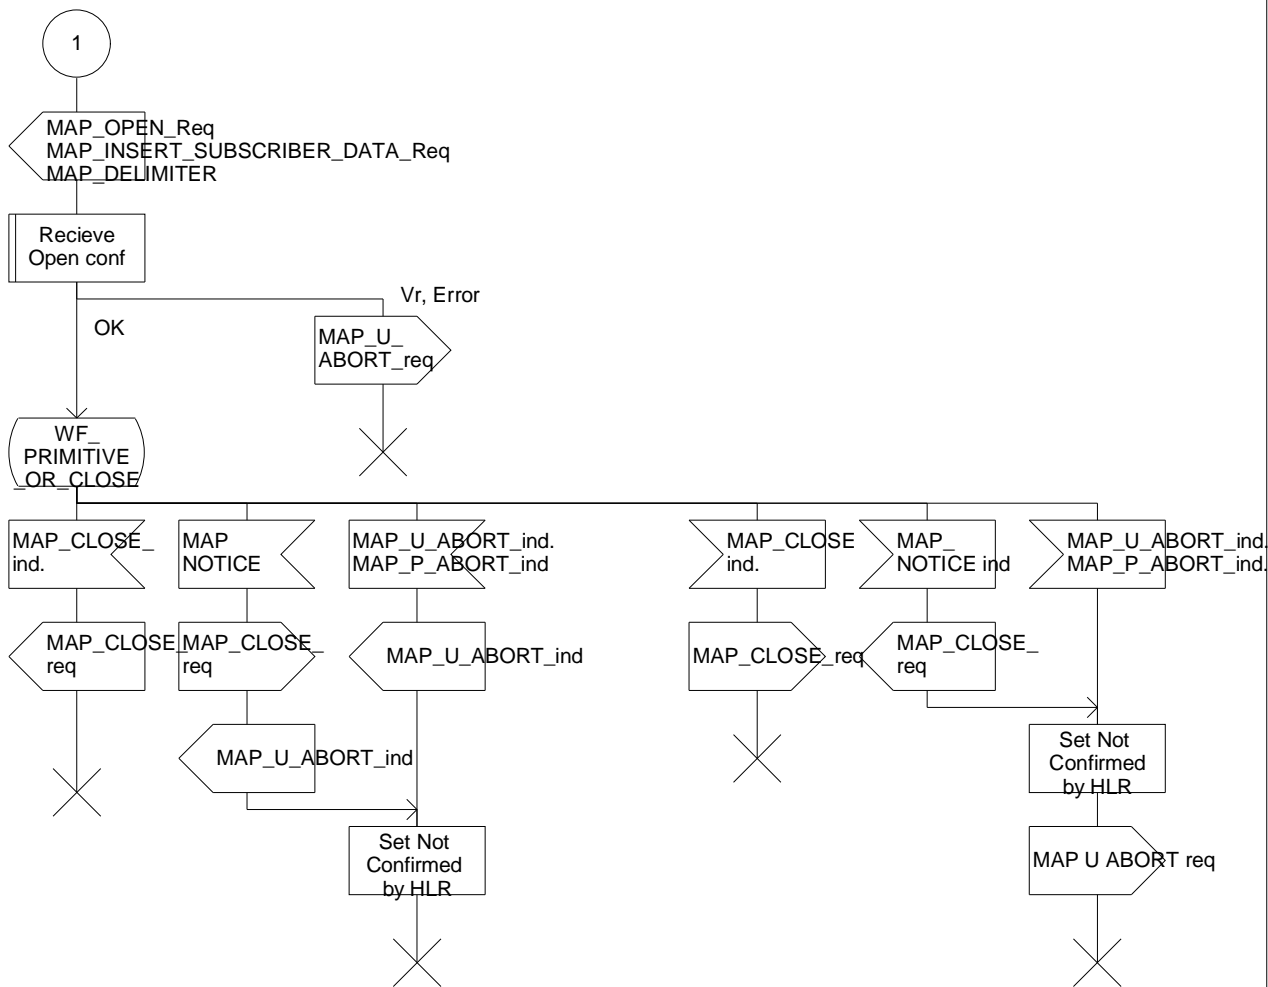 1
MAP_OPEN_Req
MAP_INSERT_SUBSCRIBER_DATA_Req
MAP_DELIMITER
Recieve
Open conf
Vr, Error
OK
MAP_U_
ABORT_req
WF_
PRIMITIVE
_OR_CLOSE
MAP_CLOSE_
ind.
MAP
NOTICE
MAP_U_ABORT_ind.
MAP_P_ABORT_ind
MAP_CLOSE
ind.
MAP_
NOTICE ind
MAP_U_ABORT_ind.
MAP_P_ABORT_ind.
MAP_CLOSE_
req
MAP_CLOSE_
req
MAP_U_ABORT_ind
MAP_CLOSE_req
MAP_CLOSE_
req
MAP_U_ABORT_ind
Set Not
Confirmed
by HLR
Set Not
Confirmed
by HLR
MAP U ABORT req